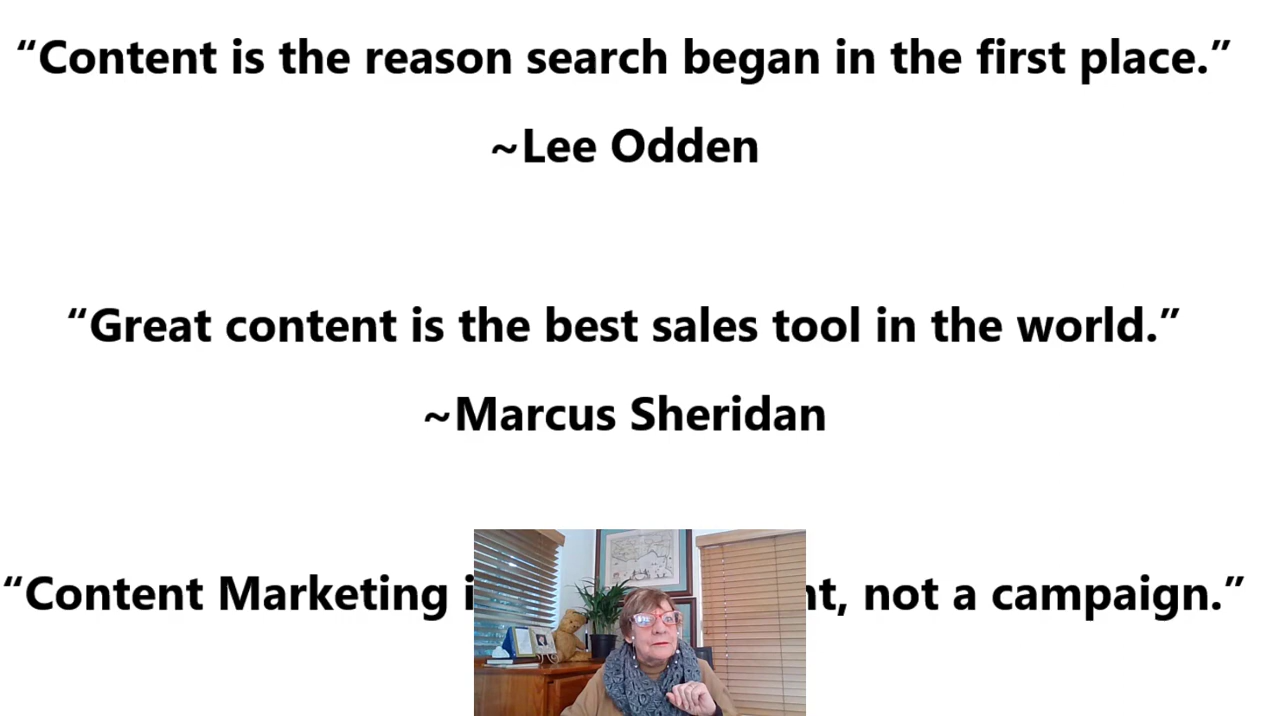 “Content is the reason search began in the first place.”
~Lee Odden
“Great content is the best sales tool in the world.”
~Marcus Sheridan
“Content Marketing not a campaign.”